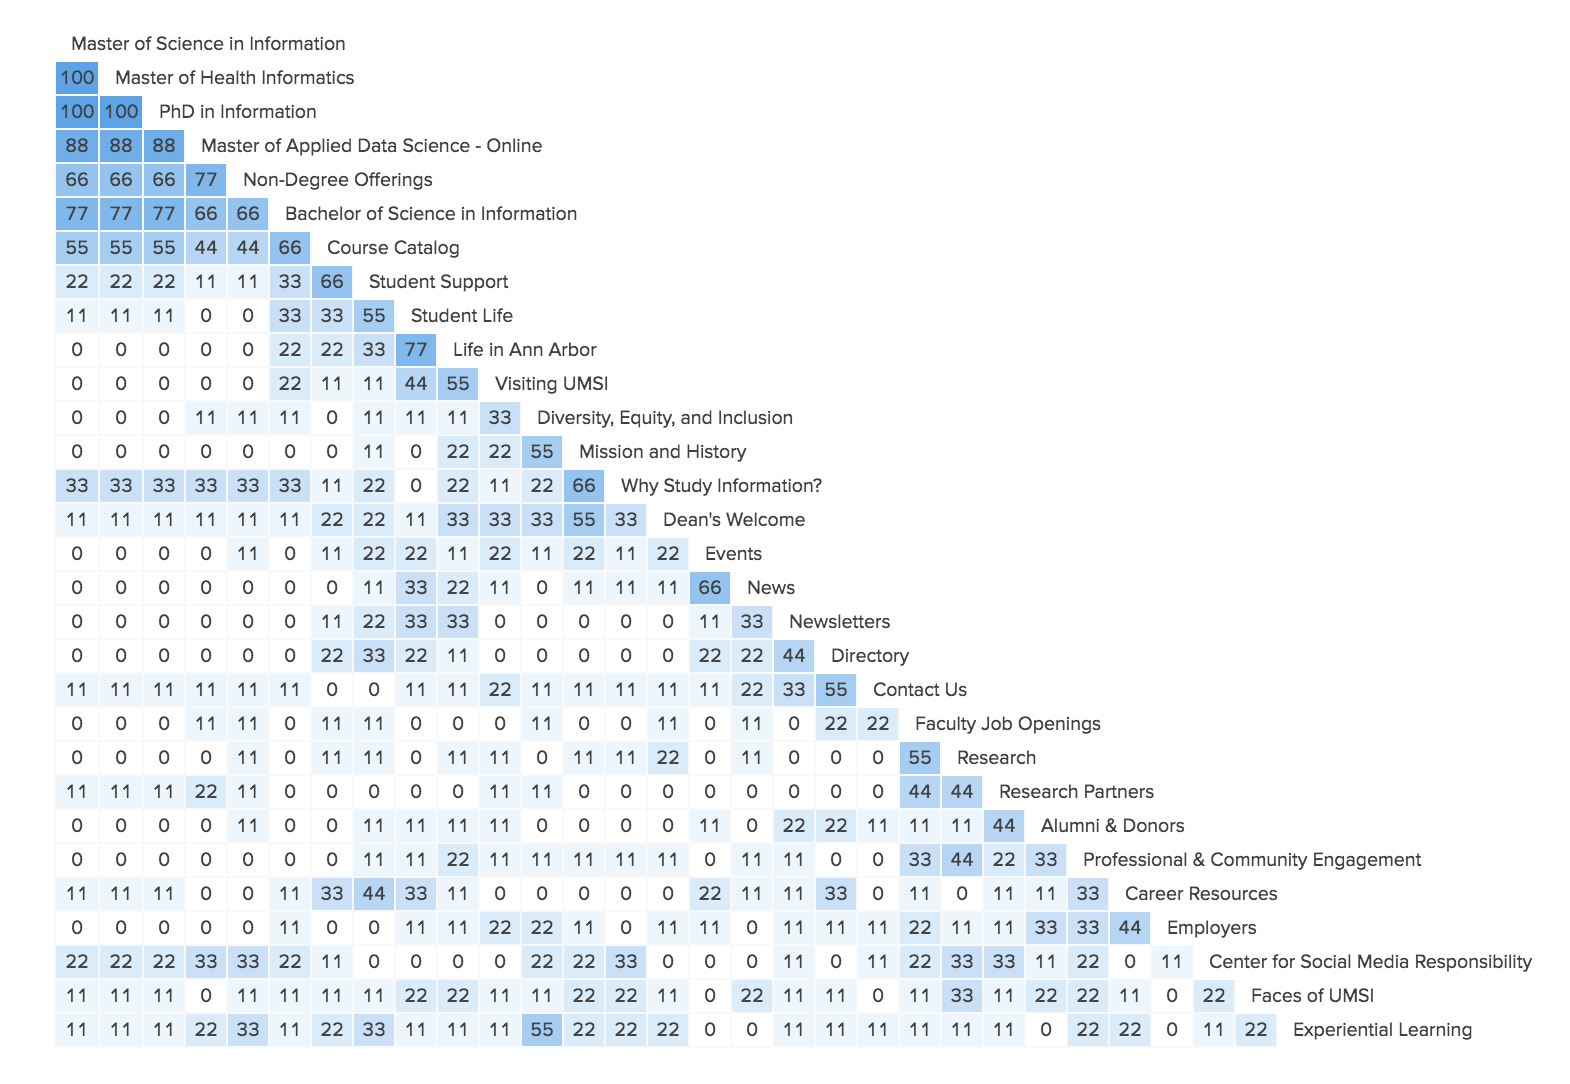 Master of Science in Information
100 Master of Health Informatics
100 100 PhD in Information
88 88 88 Master of Applied Data Science - Online
66 66 66 77 Non-Degree Offerings
77 77 77 66 66 Bachelor of Science in Information
55 55 55 44 44 66 Course Catalog
22 22 22 11 11 33 66 Student Support
11 11 11 0 0 33 33 55 Student Life
0 0 0 0 0 22 22 33 77 Life in Ann Arbor
0 0 0 0 0 22 11 11 44 55 Visiting UMSI
0 0 0 11 11 11 0 11 11 11 33 Diversity, Equity, and Inclusion
0 0 0 0 0 0 0 11 0 22 22 55 Mission and History
33 33 33 33 33 33 11 22 0 22 11 22 66 Why Study Information?
11 11 11 11 11 11 22 22 11 33 33 33 55 33 Dean's Welcome
0 0 0 0 11 0 11 22 22 11 22 11 22 11 22 Events
0 0 0 0 0 0 0 11 33 22 11 0 11 11 11 66 News
0 0 0 0 0 0 11 22 33 33 0 0 0 0 0 11 33 Newsletters
0 0 0 0 0 0 22 33 22 11 0 0 0 0 0 22 22 44 Directory
11 11 11 11 11 11 0 0 11 11 22 11 11 11 11 11 22 33 55 Contact Us
0 0 0 11 11 0 11 11 0 0 0 11 0 0 11 0 11 0 22 22 Faculty Job Openings
0 0 0 0 11 0 11 11 0 11 11 0 11 11 22 0 11 0 0 0 55 Research
11 11 11 22 11 0 0 0 0 0 11 11 0 0 0 0 0 0 0 0 44 44 Research Partners
0 0 0 0 11 0 0 11 11 11 11 0 0 0 0 11 0 22 22 11 11 11 44 Alumni & Donors
0 0 0 0 0 0 0 11 11 22 11 11 11 11 11 0 11 11 0 0 33 44 22 33 Professional & Community Engagement
11 11 11 0 0 11 33 44 33 11 0 0 0 0 0 22 11 11 33 0 11 0 11 11 33 Career Resources
0 0 0 0 0 11 0 0 11 11 22 22 11 0 11 11 0 11 11 11 22 11 11 33 33 44 Employers
22 22 22 33 33 22 11 0 0 0 0 22 22 33 0 0 0 11 0 11 22 33 33 11 22 0 11 Center for Social Media Responsibility
11 11 11 0 11 11 11 11 22 22 11 11 22 22 11 0 22 11 11 0 11 33 11 22 22 11 0 22 Faces of UMSI
11 11 11 22 33 11 22 33 11 11 11 55 22 22 22 0 0 11 11 11 11 11 11 0 22 22 0 11 22 Experiential Learning